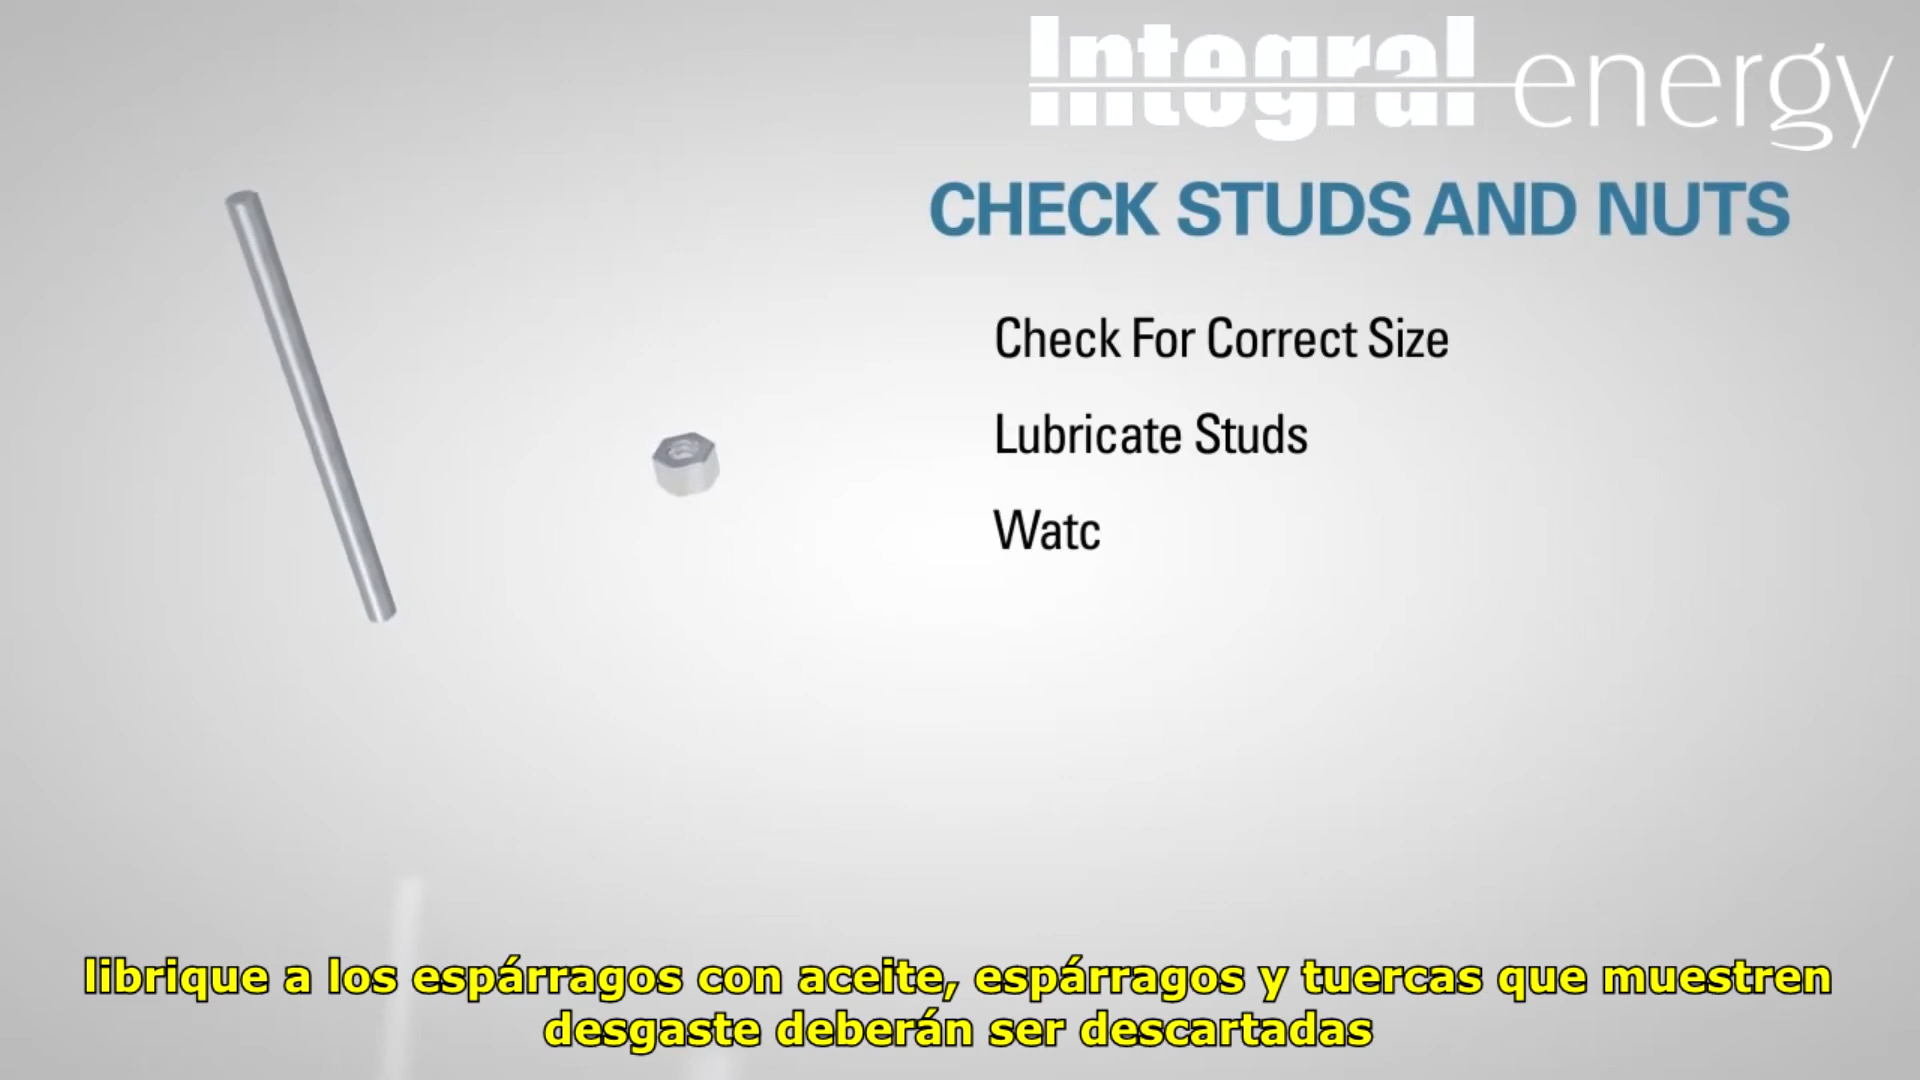 Integral energy
CHECK STUDS AND NUTS
Check For Correct Size
Lubricate Studs
Watc
librique a los espárragos con aceite, espárragos y tuercas que muestren
desgaste deberán ser descartadas